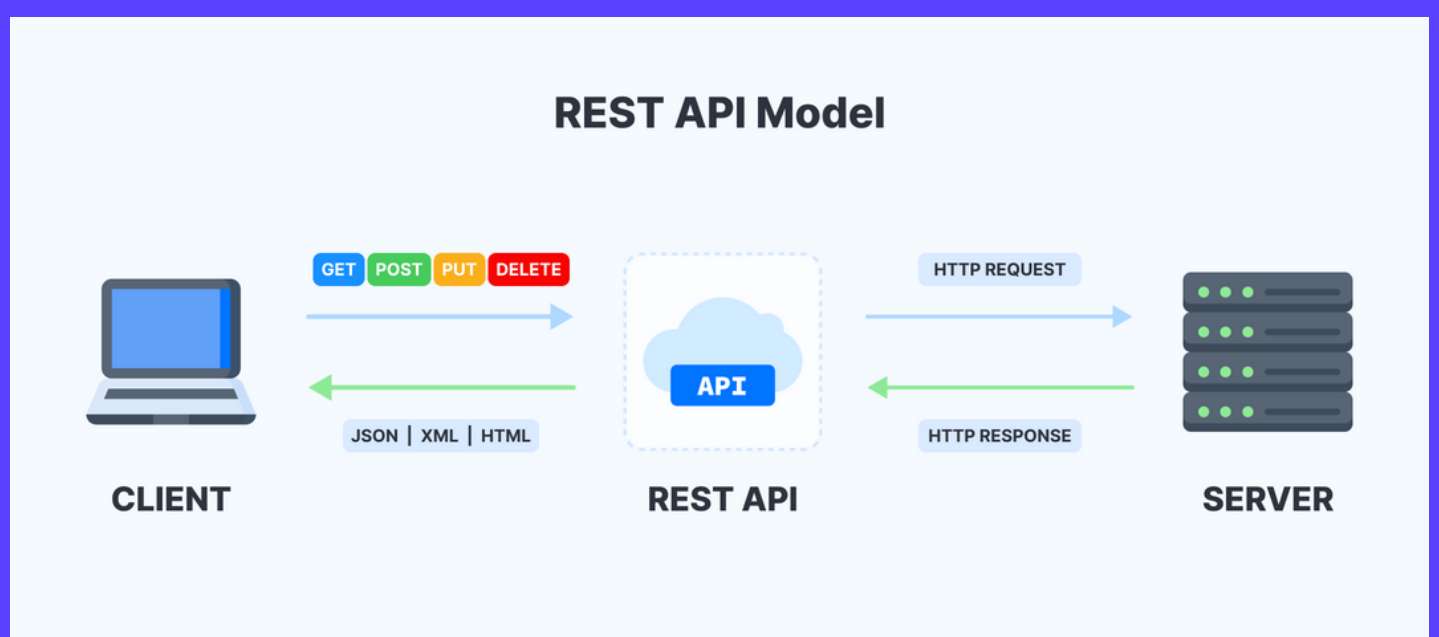 REST API Model
GET POST PUT DELETE
HTTP REQUEST
API
JSON | XML | HTML
HTTP RESPONSE
CLIENT
REST API
SERVER